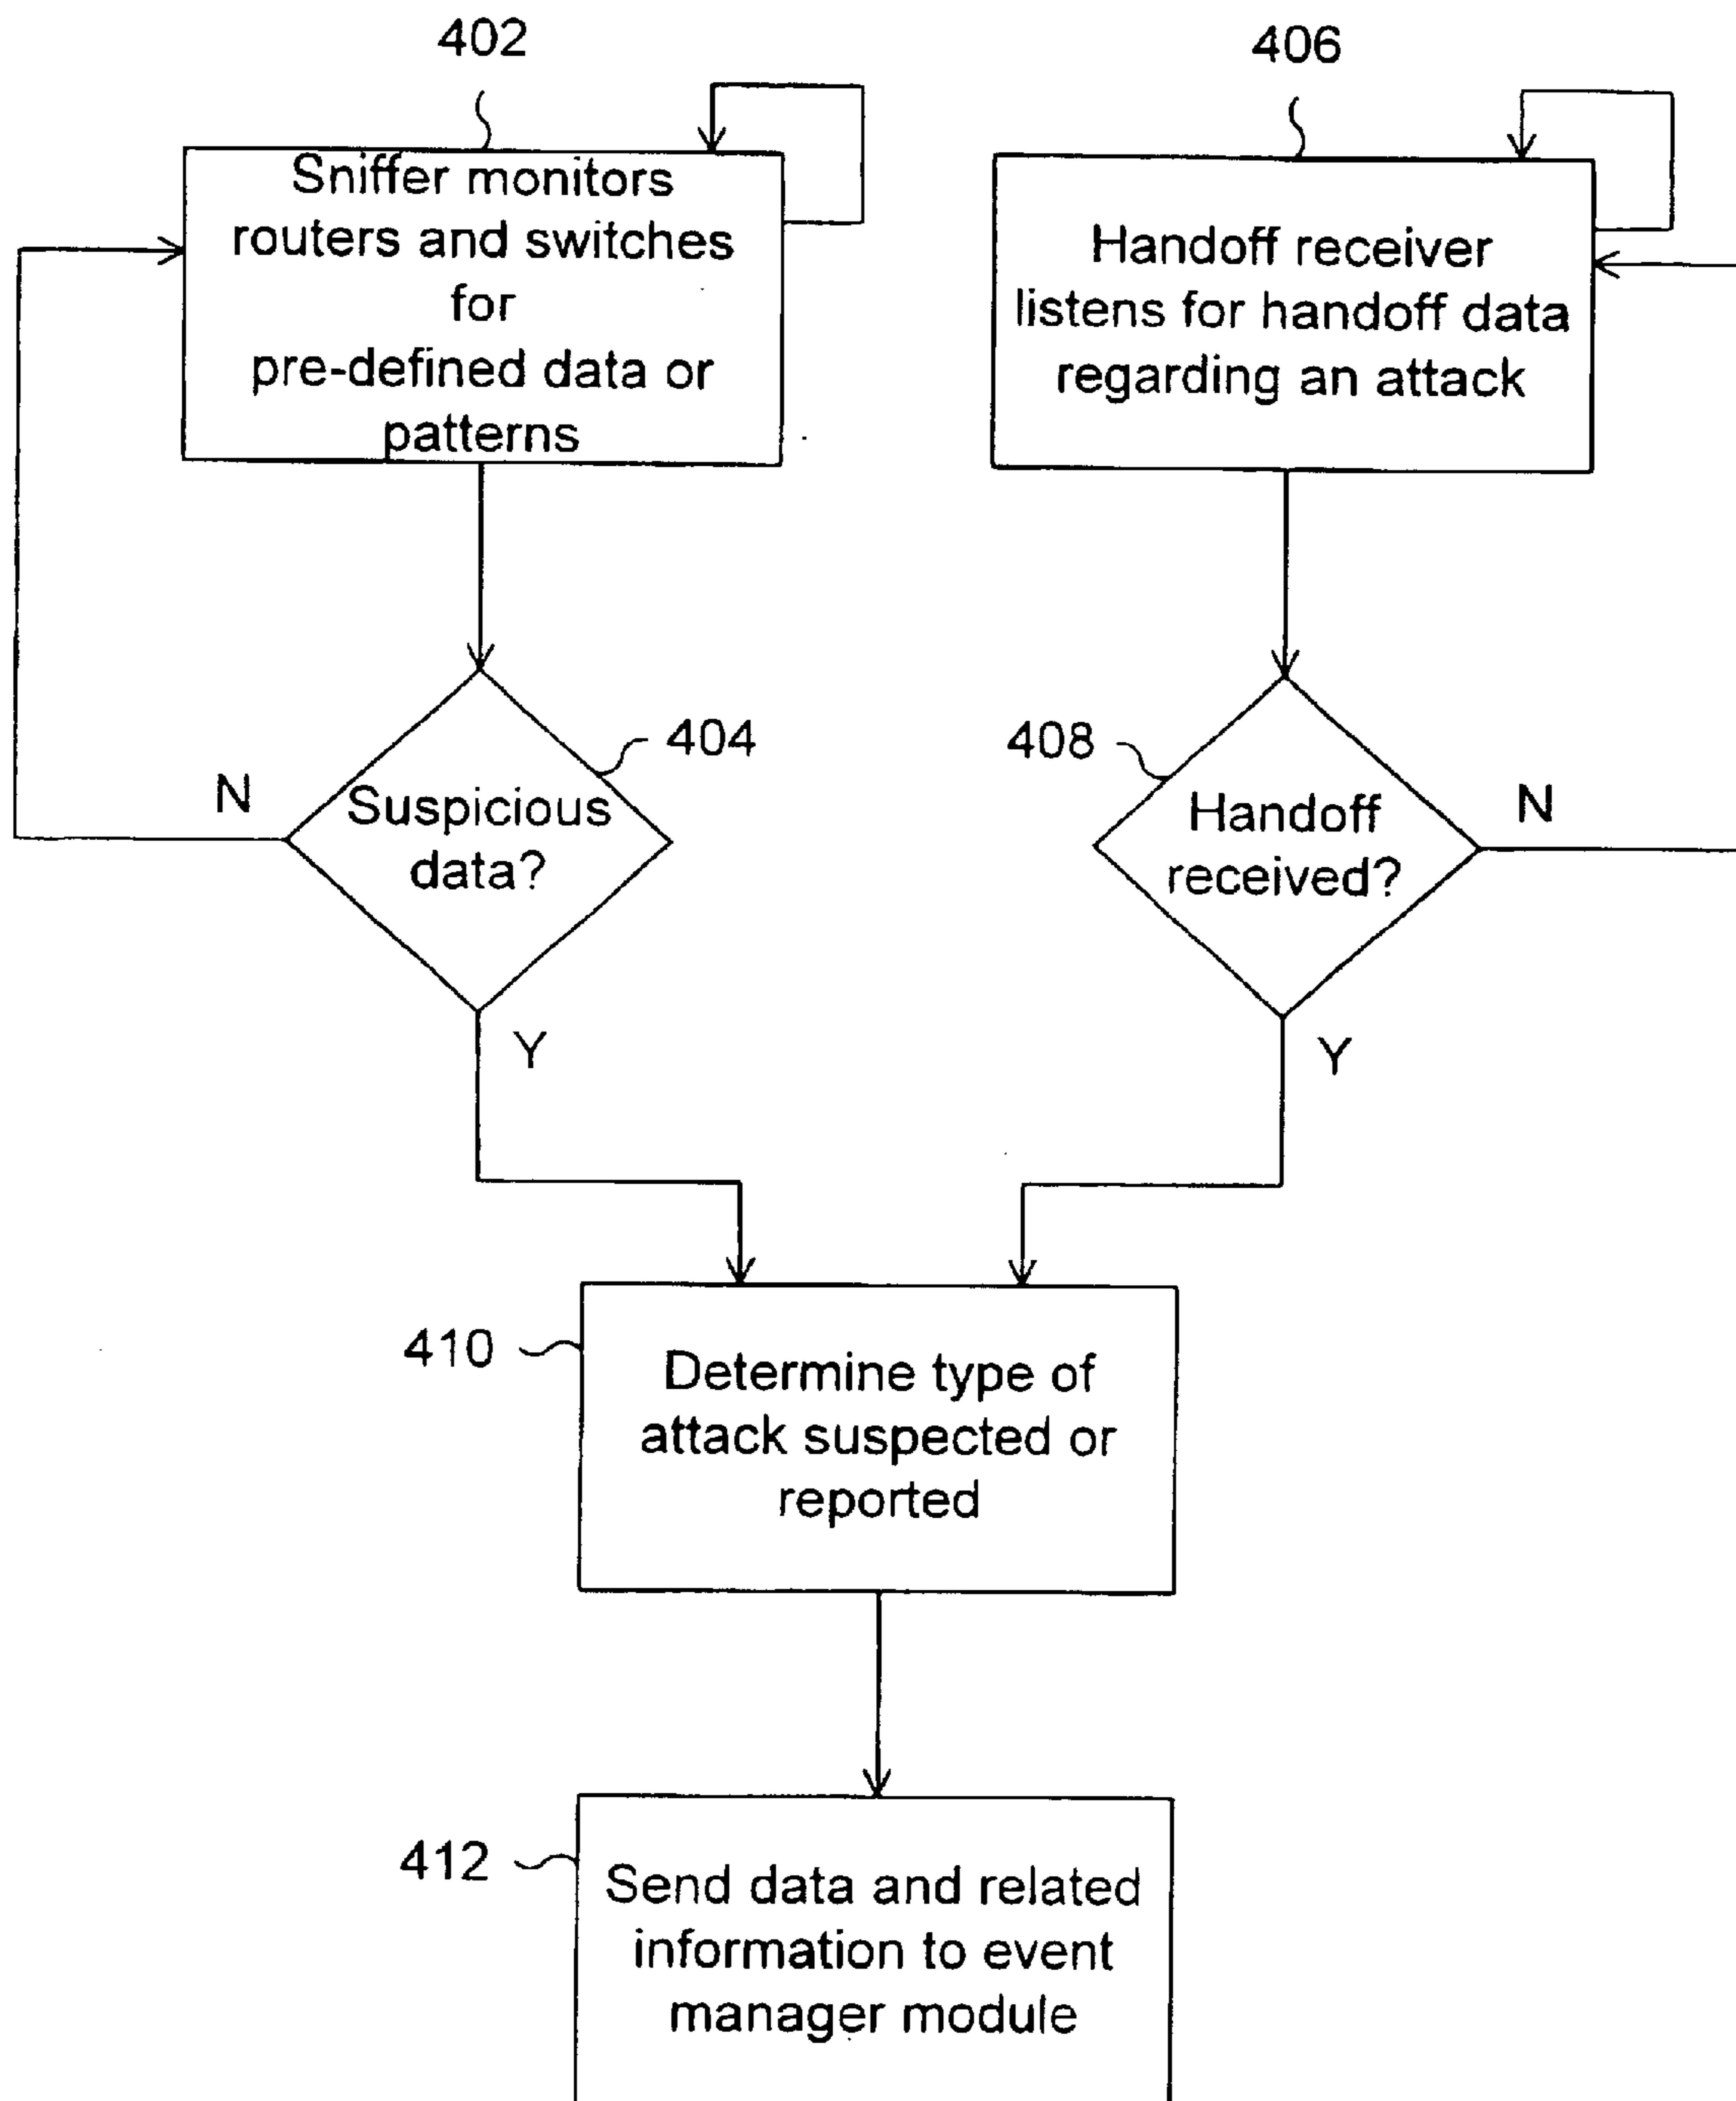 402
Sniffer monitors
routers and switches
for
pre-defined data or
patterns
406
Handoff receiver
listens for handoff data
regarding an attack
404
Suspicious
data?
N
Y
408
Handoff
received?
N
Y
410
Determine type of
attack suspected or
reported
412
Send data and related
information to event
manager module